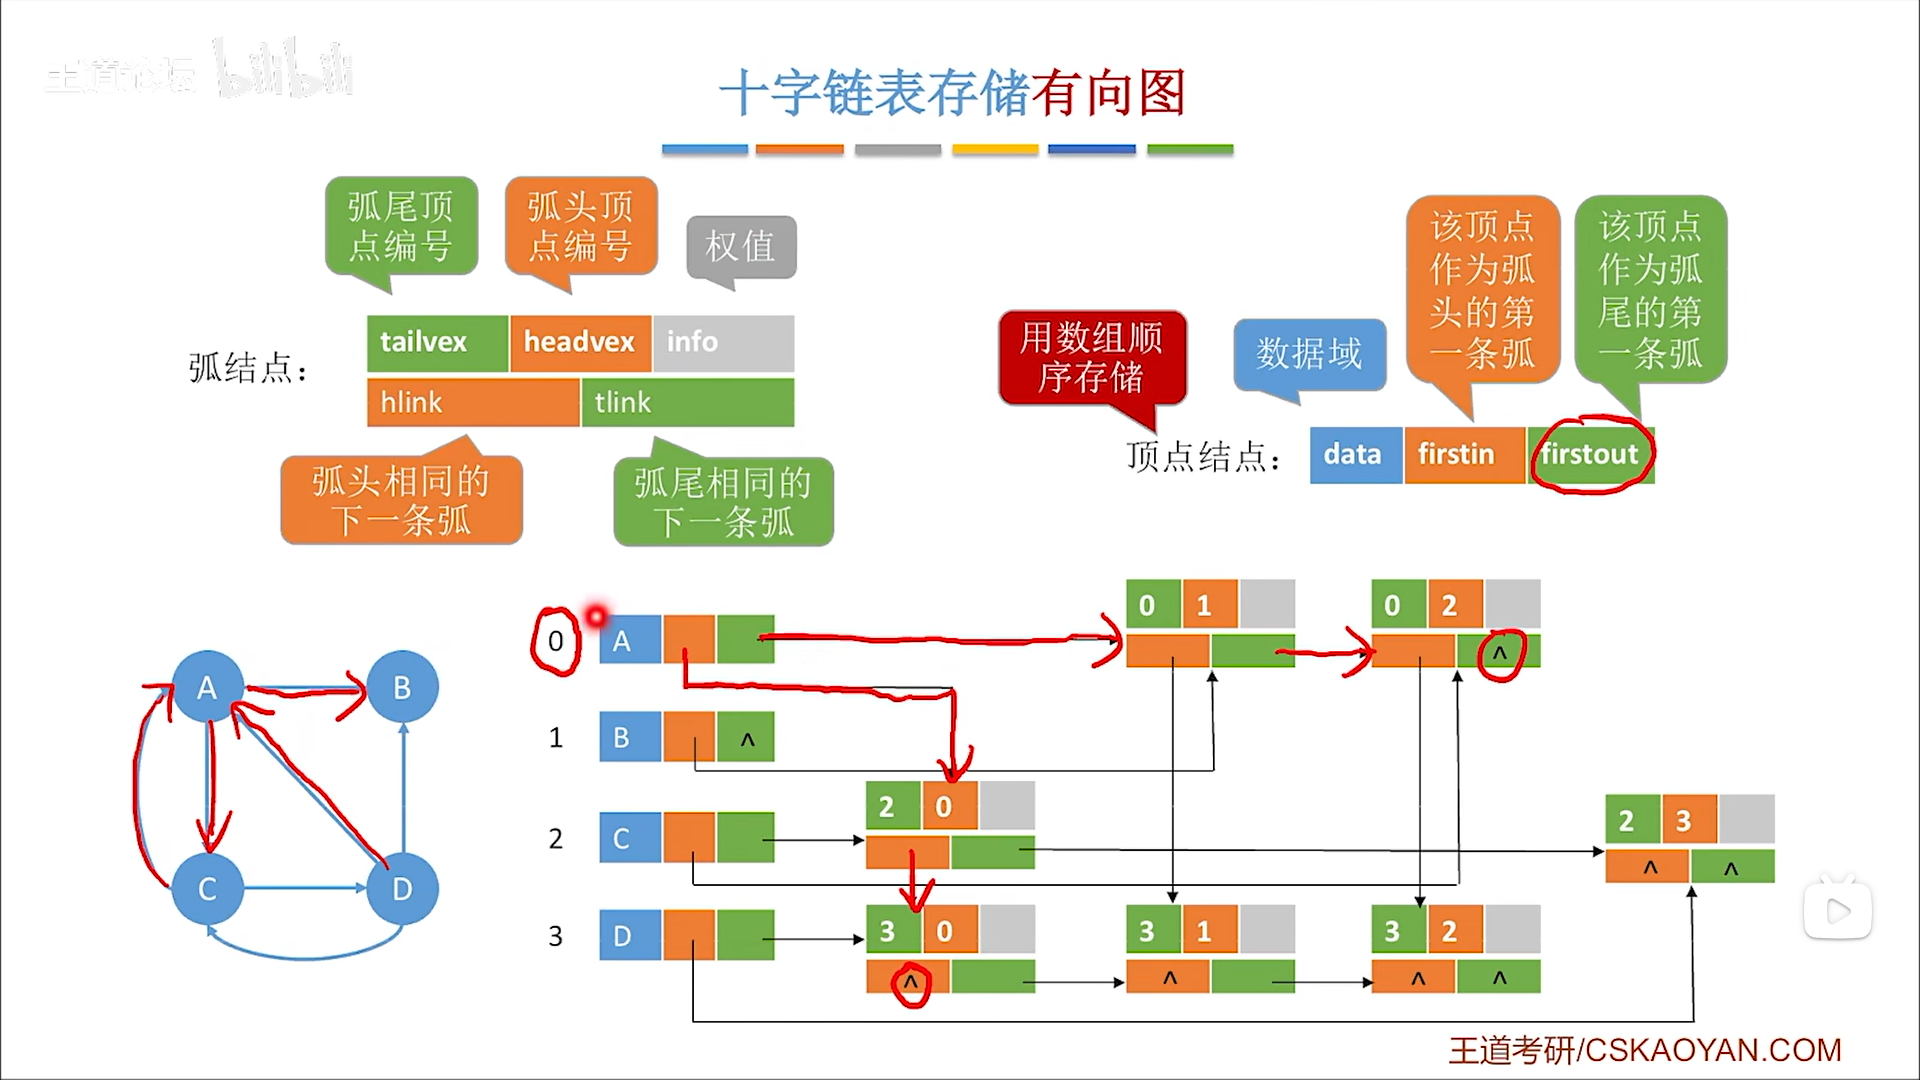 王道论坛 bilibili
十字链表存储有向图
弧尾顶
点编号
弧头顶
点编号
权值
tailvex headvex info
弧结点：
hlink tlink
弧头相同的
下一条弧
弧尾相同的
下一条弧
用数组顺
序存储
数据域
该顶点
作为弧
头的第
一条弧
该顶点
作为弧
尾的第
一条弧
顶点结点：
data firstin firstout
A B
C D
0 A
0 1
0 2
^
1 B ^
2 C
2 0
2 3
^ ^
3 D
3 0
3 1
3 2
^ ^ ^ ^
王道考研/CSKAOYAN.COM